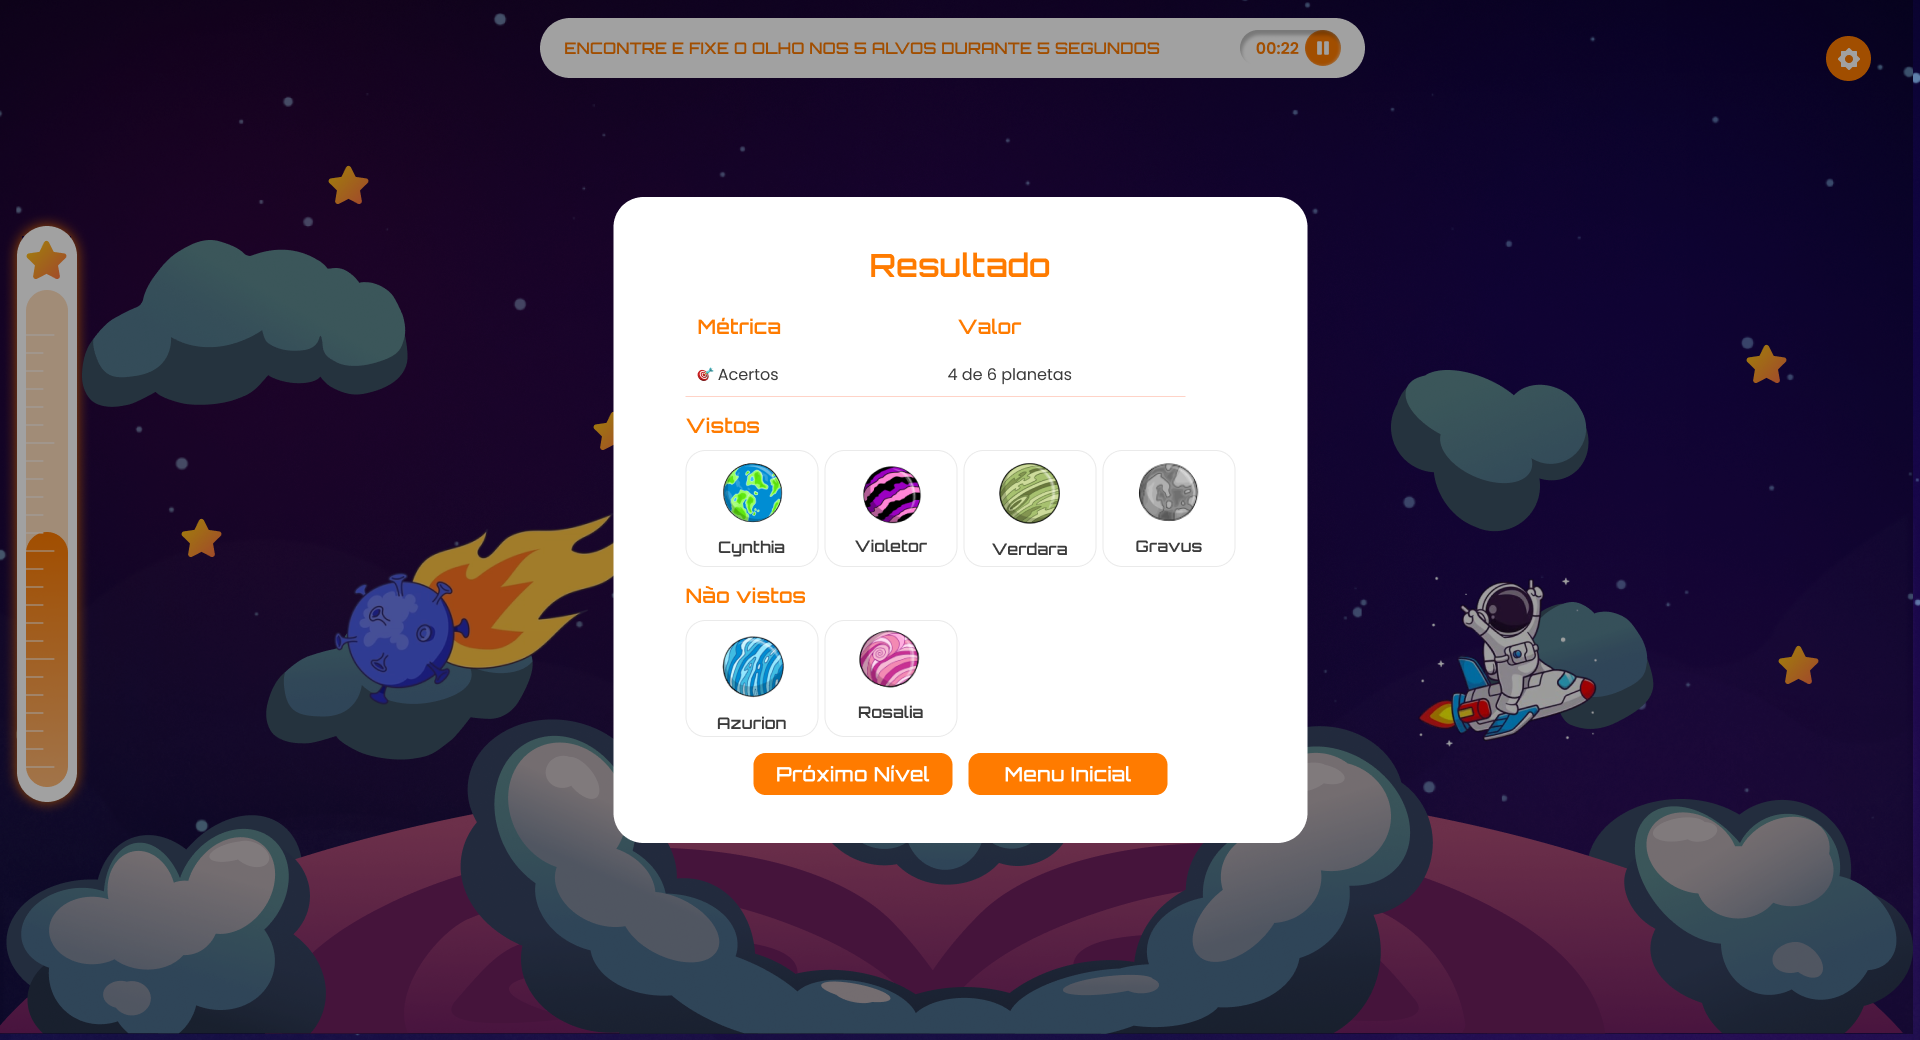 ENCONTRE E FIXE O OLHO NOS 5 ALVOS DURANTE 5 SEGUNDOS
00:22
Resultado
Métrica Valor
Acertos 4 de 6 planetas
Vistos
Cynthia Violetor Verdara Gravus
Nào vistos
Azurion Rosalia
Próximo Nível Menu Inicial